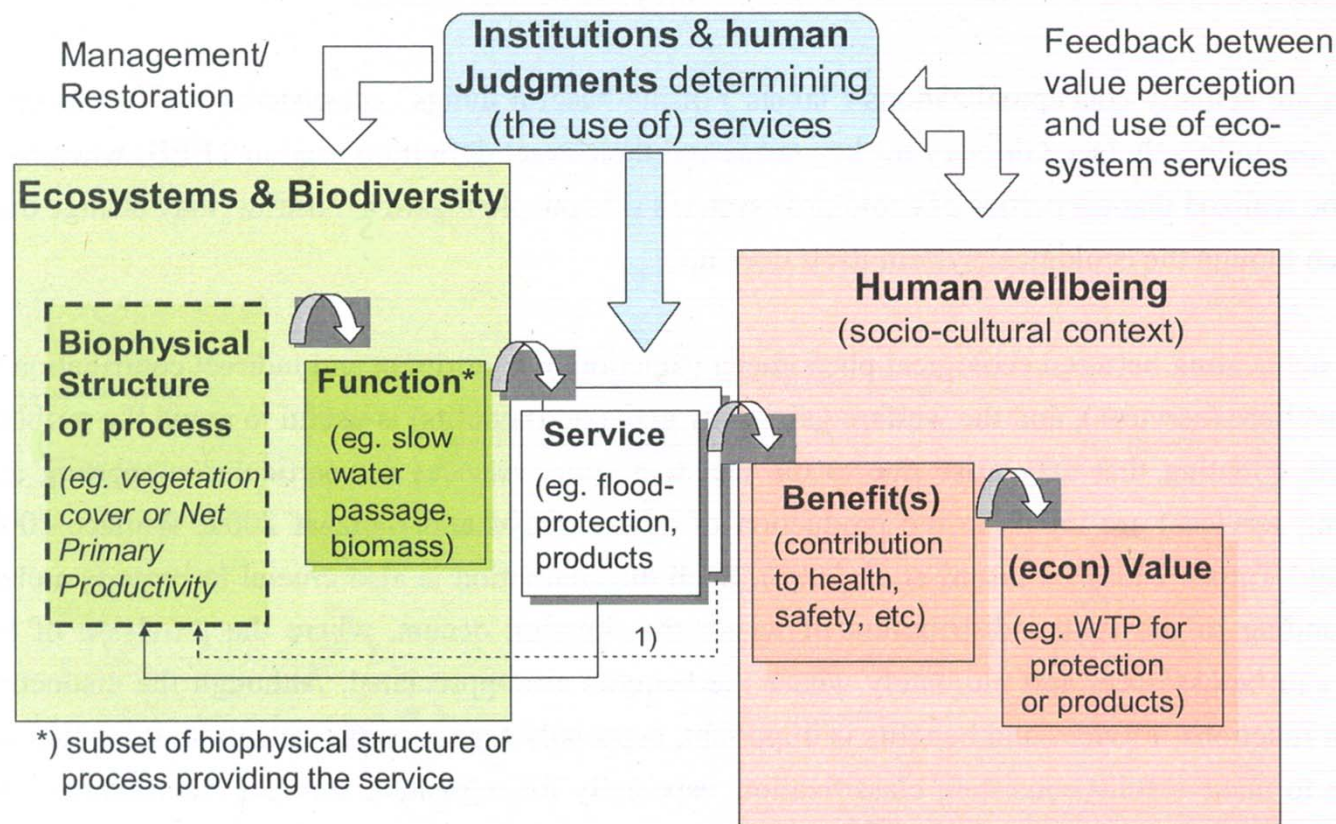 Management/
Restoration
Institutions & human
Judgments determining
(the use of) services
Feedback between
value perception
and use of eco-
system services
Ecosystems & Biodiversity
Biophysical
Structure
or process
(eg. vegetation
cover or Net
Primary
Productivity
Function*
(eg. slow
water
passage,
biomass)
Service
(eg. flood-
protection,
products
1)
Human wellbeing
(socio-cultural context)
Benefit(s)
(contribution
to health,
safety, etc)
(econ) Value
(eg. WTP for
protection
or products)
*) subset of biophysical structure or
process providing the service